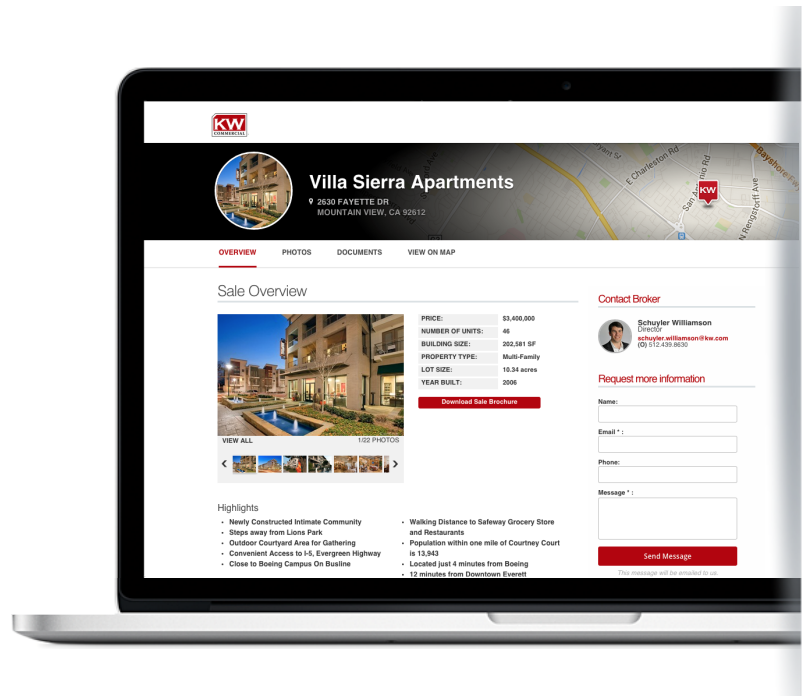 KW
COMMERCIAL
Villa Sierra Apartments
2630 FAYETTE DR
MOUNTAIN VIEW, CA 92612
E Charleston Rd
San Antonio Rd
Bayshore
N Rengstorff Ave
KW
OVERVIEW PHOTOS DOCUMENTS VIEW ON MAP
Sale Overview
PRICE: $3,400,000
NUMBER OF UNITS: 46
BUILDING SIZE: 202,581 SF
PROPERTY TYPE: Multi-Family
LOT SIZE: 10.34 acres
YEAR BUILT: 2006
Download Sale Brochure
VIEW ALL 1/22 PHOTOS
Highlights
• Newly Constructed Intimate Community
• Steps away from Lions Park
• Outdoor Courtyard Area for Gathering
• Convenient Access to I-5, Evergreen Highway
• Close to Boeing Campus On Busline
• Walking Distance to Safeway Grocery Store
and Restaurants
• Population within one mile of Courtney Court
is 13,943
• Located just 4 minutes from Boeing
• 12 minutes from Downtown Everett
Contact Broker
Schuyler Williamson
Director
schuyler.williamson@kw.com
(O) 512.439.8630
Request more information
Name:
Email * :
Phone:
Message * :
Send Message
This message will be emailed to us.